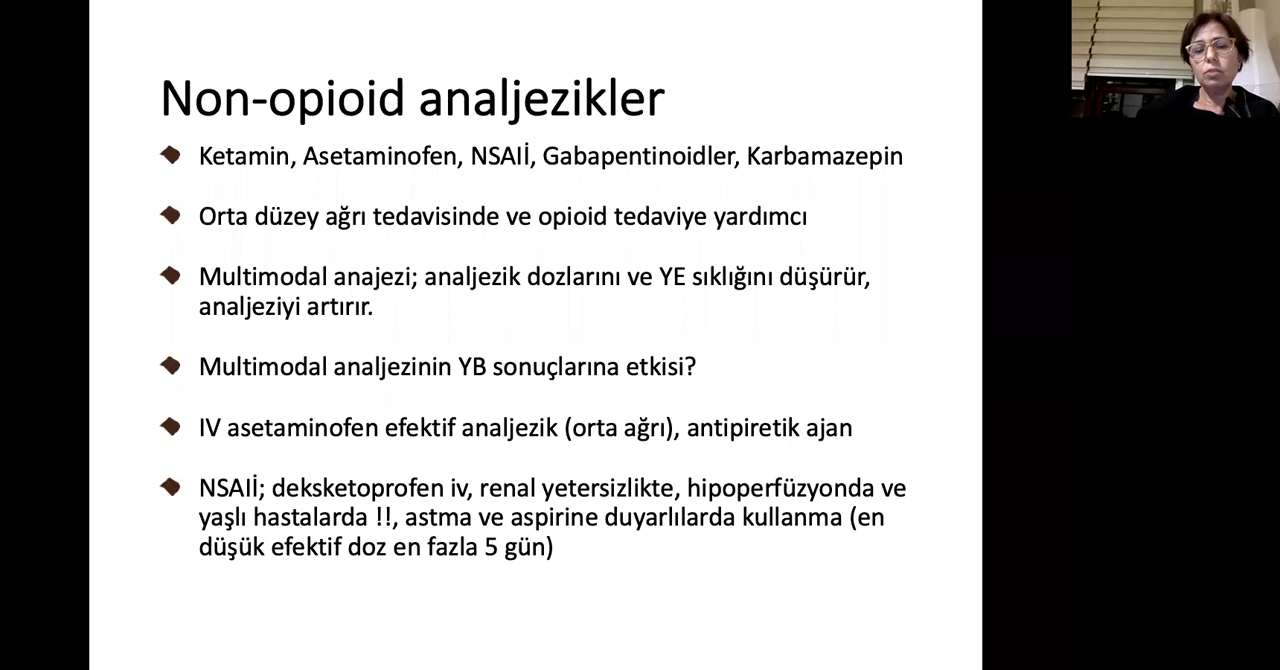 Non-opioid analjezikler
Ketamin, Asetaminofen, NSAİİ, Gabapentinoidler, Karbamazepin
Orta düzey ağrı tedavisinde ve opioid tedaviye yardımcı
Multimodal anajezi; analjezik dozlarını ve YE sıklığını düşürür,
analjeziyi artırır.
Multimodal analjezinin YB sonuçlarına etkisi?
IV asetaminofen efektif analjezik (orta ağrı), antipiretik ajan
NSAİİ; deksketoprofen iv, renal yetersizlikte, hipoperfüzyonda ve
yaşlı hastalarda !!, astma ve aspirine duyarlılarda kullanma (en
düşük efektif doz en fazla 5 gün)